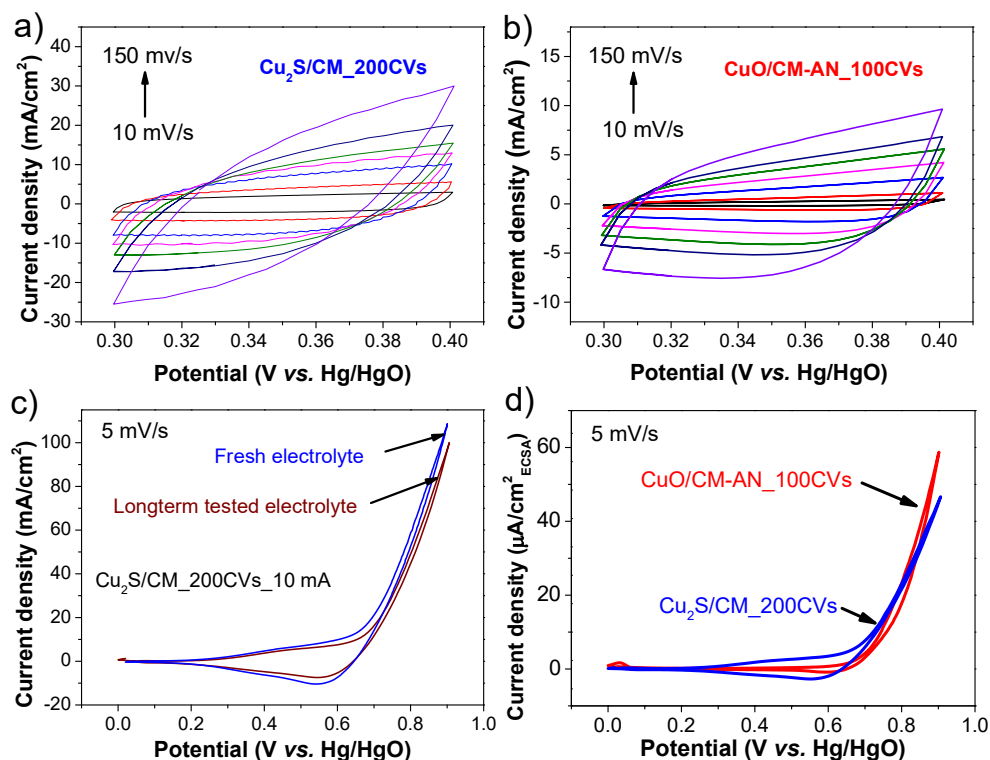 a)
150 mv/s
10 mV/s
Cu₂S/CM_200CVs
Current density (mA/cm²)
40
30
20
10
0
-10
-20
-30
0.30 0.32 0.34 0.36 0.38 0.40
Potential (V vs. Hg/HgO)
b)
150 mV/s
10 mV/s
CuO/CM-AN_100CVs
Current density (mA/cm²)
15
10
5
0
-5
-10
0.30 0.32 0.34 0.36 0.38 0.40
Potential (V vs. Hg/HgO)
c)
5 mV/s
Fresh electrolyte
Longterm tested electrolyte
Cu₂S/CM_200CVs_10 mA
Current density (mA/cm²)
100
80
60
40
20
0
-20
0.0 0.2 0.4 0.6 0.8 1.0
Potential (V vs. Hg/HgO)
d)
5 mV/s
CuO/CM-AN_100CVs
Cu₂S/CM_200CVs
Current density (μA/cm²ECSA)
60
40
20
0
0.0 0.2 0.4 0.6 0.8 1.0
Potential (V vs. Hg/HgO)